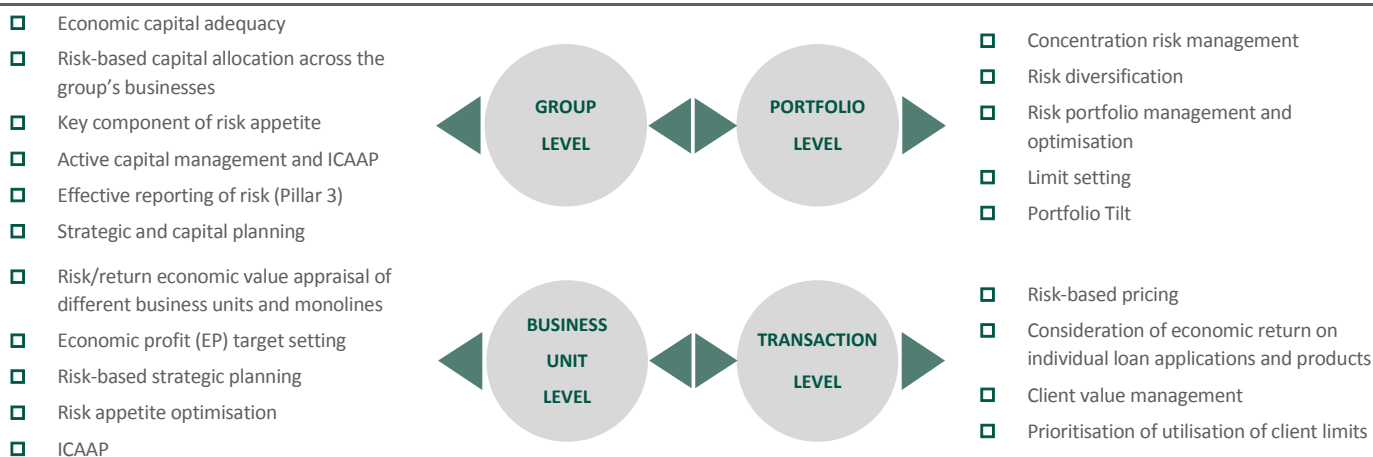 Economic capital adequacy
Risk-based capital allocation across the
group's businesses
Key component of risk appetite
Active capital management and ICAAP
Effective reporting of risk (Pillar 3)
Strategic and capital planning
GROUP
LEVEL
PORTFOLIO
LEVEL
Concentration risk management
Risk diversification
Risk portfolio management and
optimisation
Limit setting
Portfolio Tilt
Risk/return economic value appraisal of
different business units and monolines
Economic profit (EP) target setting
Risk-based strategic planning
Risk appetite optimisation
ICAAP
BUSINESS
UNIT
LEVEL
TRANSACTION
LEVEL
Risk-based pricing
Consideration of economic return on
individual loan applications and products
Client value management
Prioritisation of utilisation of client limits